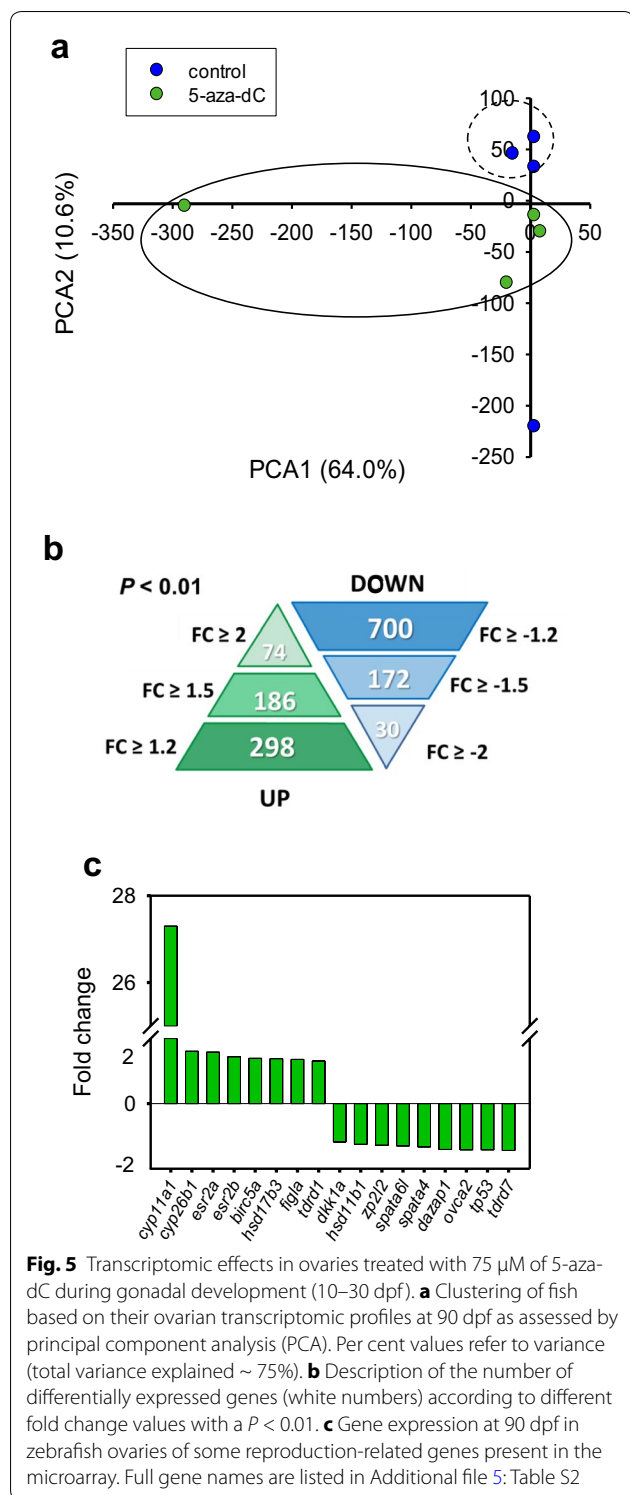 a
control
5-aza-dC
100
50
0
-350 -300 -250 -200 -150 -100 -50 0 50
-50
-100
-150
-200
-250
PCA2 (10.6%)
PCA1 (64.0%)
b
P < 0.01
DOWN
FC ≥ 2
74
700
FC ≥ -1.2
FC ≥ 1.5
186
172
FC ≥ -1.5
FC ≥ 1.2
298
30
FC ≥ -2
UP
c
28
26
2
0
-2
Fold change
cyp11a1
cyp26b1
esr2a
esr2b
birc5a
hsd17b3
figla
tdrd1
dkk1a
hsd11b1
zp2l2
spata6l
spata4
dazap1
ovca2
tp53
tdrd7
Fig. 5 Transcriptomic effects in ovaries treated with 75 µM of 5-aza-
dC during gonadal development (10–30 dpf). a Clustering of fish
based on their ovarian transcriptomic profiles at 90 dpf as assessed by
principal component analysis (PCA). Per cent values refer to variance
(total variance explained ~ 75%). b Description of the number of
differentially expressed genes (white numbers) according to different
fold change values with a P < 0.01. c Gene expression at 90 dpf in
zebrafish ovaries of some reproduction-related genes present in the
microarray. Full gene names are listed in Additional file 5: Table S2